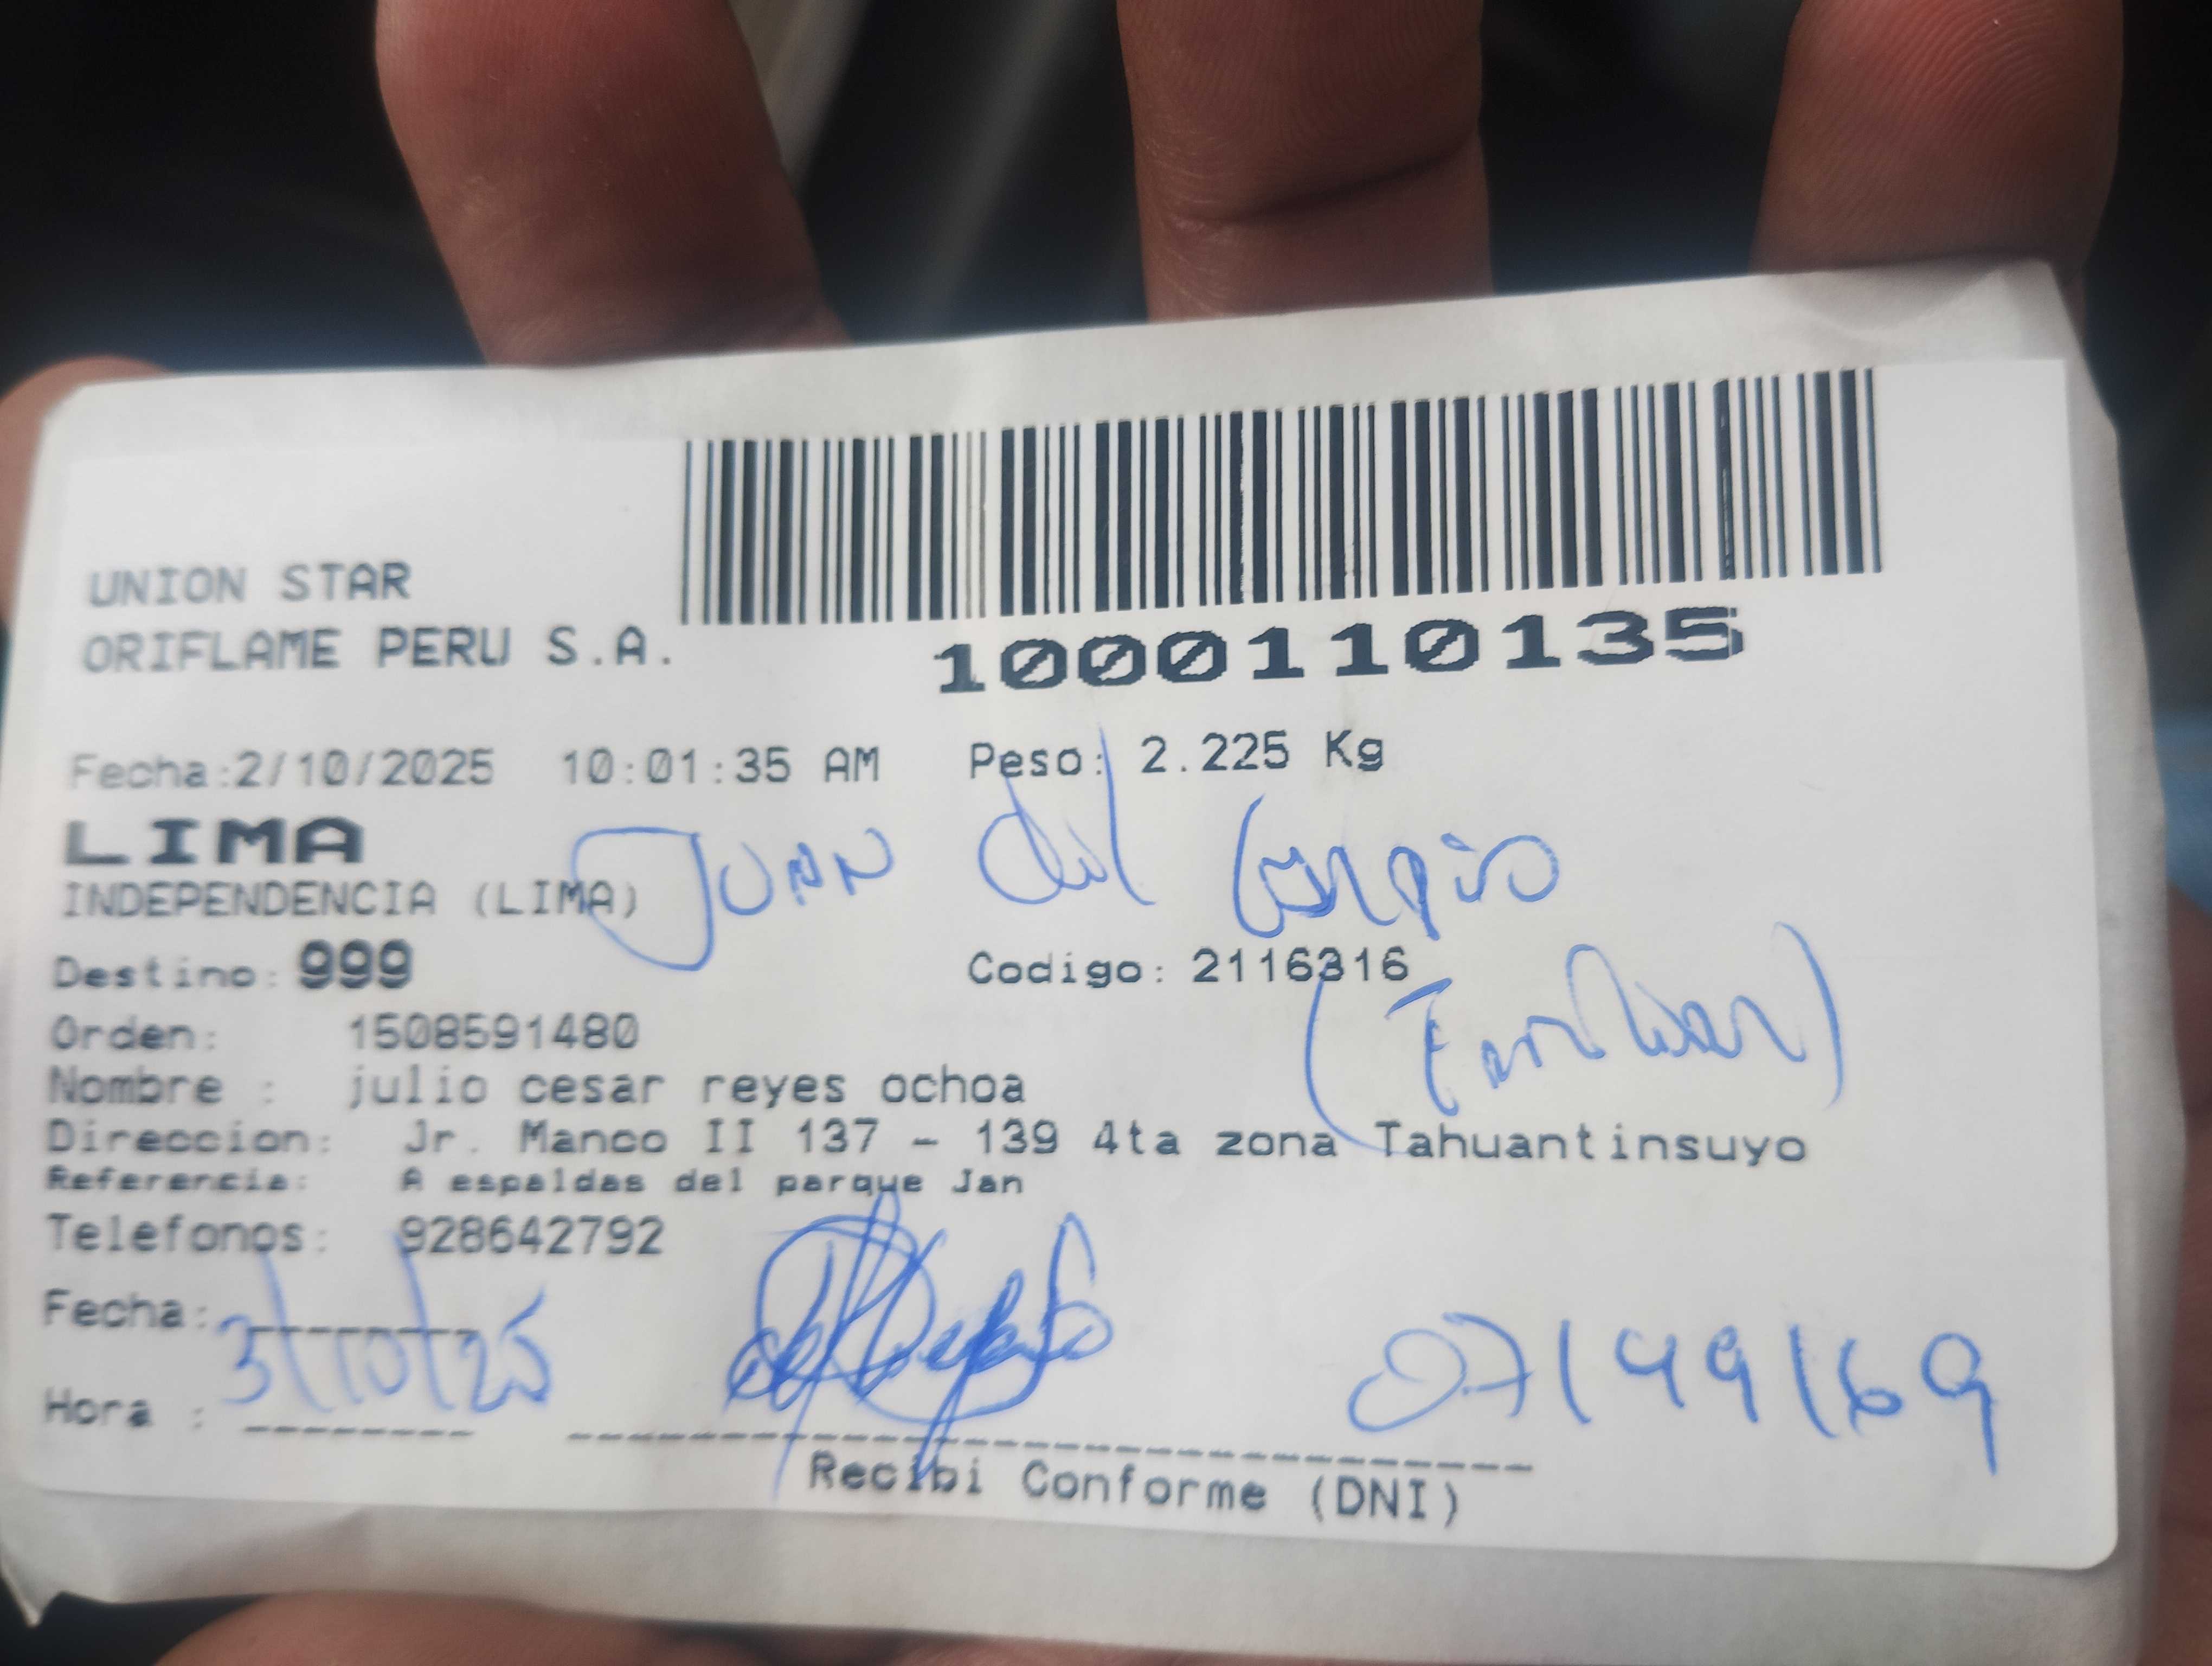 UNION STAR
ORIFLAME PERU S.A.
1000110135
Fecha:2/10/2025 10:01:35 AM Peso: 2.225 Kg
LIMA
Juan del Carpio
INDEPENDENCIA (LIMA)
Destino: 999 Codigo: 2116316
(Familiar)
Orden: 1508591480
Nombre : julio cesar reyes ochoa
Direccion: Jr. Manco II 137 - 139 4ta zona Tahuantinsuyo
Referencia: A espaldas del parque Jan
Telefonos: 928642792
Fecha: 3/10/25
07149169
Hora :
Recibi Conforme (DNI)